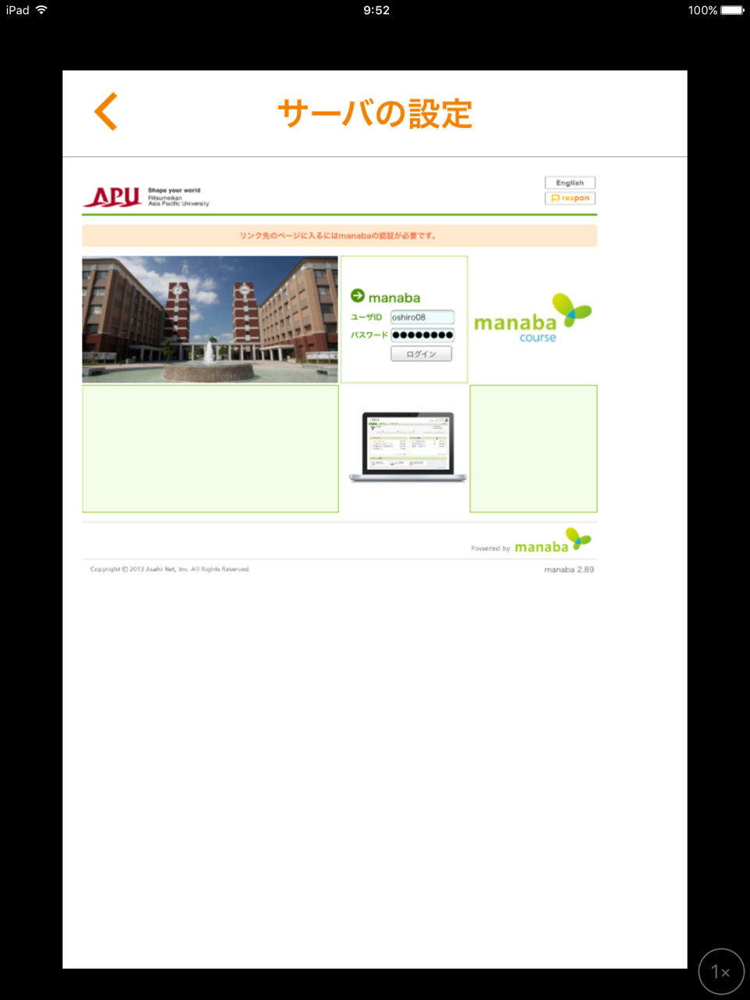 iPad 9:52 100%
サーバの設定
APU Shape your world
Ritsumeikan
Asia Pacific University
English
respon
リンク先のページに入るにはmanabaの認証が必要です。
manaba
ユーザID oshiro08
パスワード ●●●●●●●●
ログイン
manaba
course
Powered by manaba
Copyright © 2013 Asahi Net, Inc. All Rights Reserved.
manaba 2.89
1×